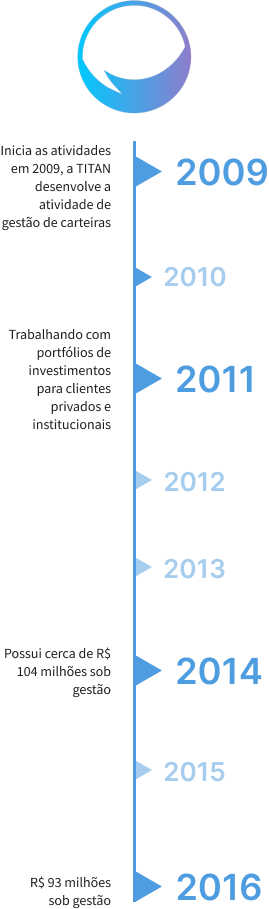 Inicia as atividades
em 2009, a TITAN
desenvolve a
atividade de
gestão de carteiras
2009
2010
Trabalhando com
portfólios de
investimentos
para clientes
privados e
institucionais
2011
2012
2013
Possui cerca de R$
104 milhões sob
gestão
2014
2015
R$ 93 milhões
sob gestão
2016